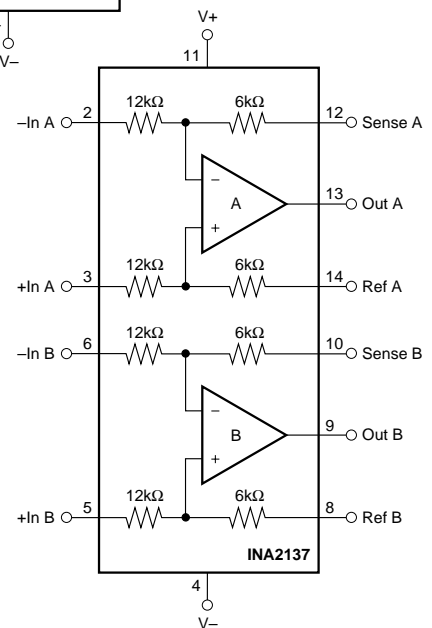 V–
V+
11
12kΩ 6kΩ
–In A 2 12 Sense A
–
A 13 Out A
+
12kΩ 6kΩ
+In A 3 14 Ref A
12kΩ 6kΩ
–In B 6 10 Sense B
–
B 9 Out B
+
12kΩ 6kΩ
+In B 5 8 Ref B
INA2137
4
V–